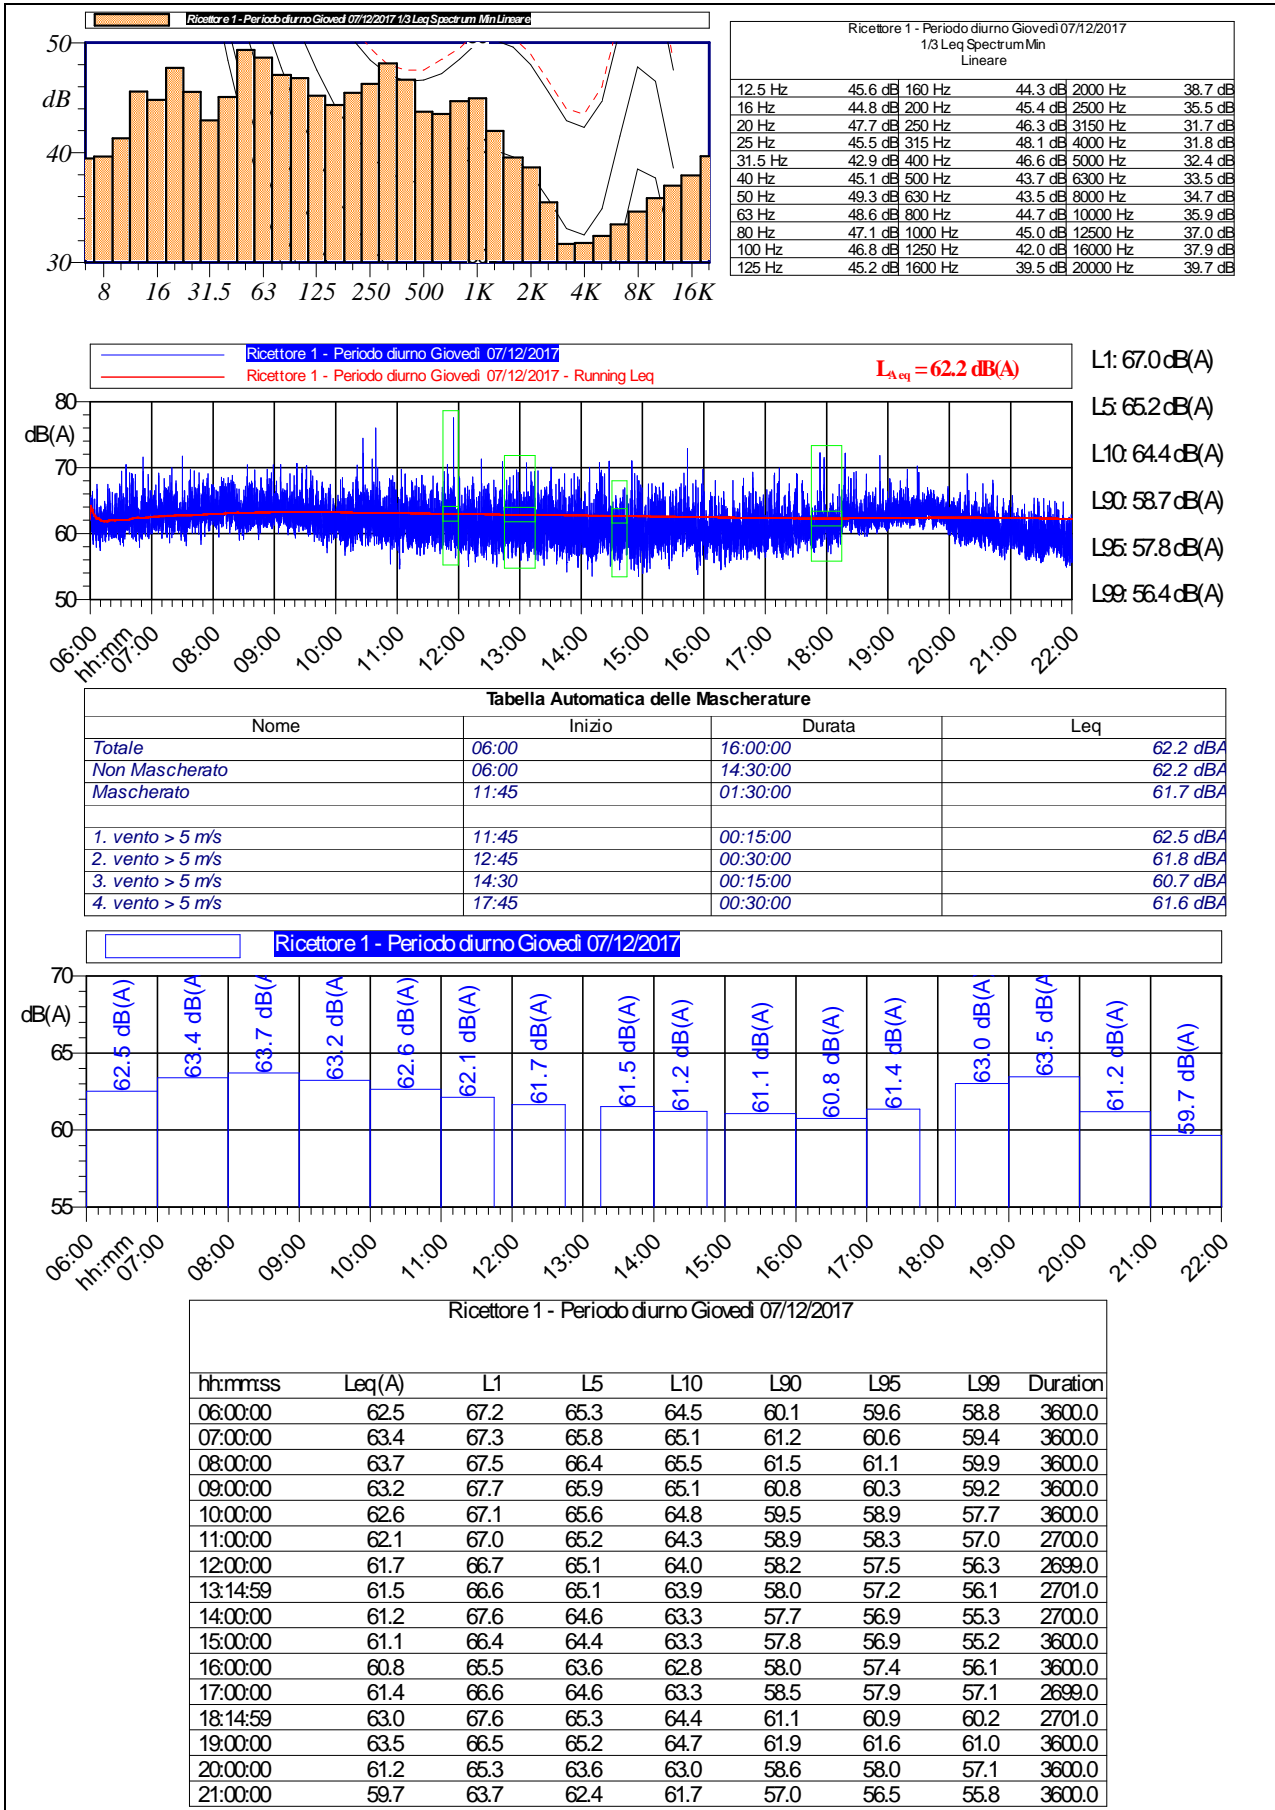 Ricettore 1 - Periodo diurno Giovedì 07/12/2017 1/3 Leq Spectrum Min Lineare
50
dB
40
30
8 16 31.5 63 125 250 500 1K 2K 4K 8K 16K
Ricettore 1 - Periodo diurno Giovedì 07/12/2017
1/3 Leq Spectrum Min
Lineare
12.5 Hz 45.6 dB 160 Hz 44.3 dB 2000 Hz 38.7 dB
16 Hz 44.8 dB 200 Hz 45.4 dB 2500 Hz 35.5 dB
20 Hz 47.7 dB 250 Hz 46.3 dB 3150 Hz 31.7 dB
25 Hz 45.5 dB 315 Hz 48.1 dB 4000 Hz 31.8 dB
31.5 Hz 42.9 dB 400 Hz 46.6 dB 5000 Hz 32.4 dB
40 Hz 45.1 dB 500 Hz 43.7 dB 6300 Hz 33.5 dB
50 Hz 49.3 dB 630 Hz 43.5 dB 8000 Hz 34.7 dB
63 Hz 48.6 dB 800 Hz 44.7 dB 10000 Hz 35.9 dB
80 Hz 47.1 dB 1000 Hz 45.0 dB 12500 Hz 37.0 dB
100 Hz 46.8 dB 1250 Hz 42.0 dB 16000 Hz 37.9 dB
125 Hz 45.2 dB 1600 Hz 39.5 dB 20000 Hz 39.7 dB
Ricettore 1 - Periodo diurno Giovedì 07/12/2017
Ricettore 1 - Periodo diurno Giovedì 07/12/2017 - Running Leq
LAeq = 62.2 dB(A)
L1: 67.0 dB(A)
L5: 65.2 dB(A)
L10: 64.4 dB(A)
L90: 58.7 dB(A)
L95: 57.8 dB(A)
L99: 56.4 dB(A)
80
dB(A)
70
60
50
06:00 hh:mm 07:00 08:00 09:00 10:00 11:00 12:00 13:00 14:00 15:00 16:00 17:00 18:00 19:00 20:00 21:00 22:00
Tabella Automatica delle Mascherature
Nome Inizio Durata Leq
Totale 06:00 16:00:00 62.2 dBA
Non Mascherato 06:00 14:30:00 62.2 dBA
Mascherato 11:45 01:30:00 61.7 dBA
1. vento > 5 m/s 11:45 00:15:00 62.5 dBA
2. vento > 5 m/s 12:45 00:30:00 61.8 dBA
3. vento > 5 m/s 14:30 00:15:00 60.7 dBA
4. vento > 5 m/s 17:45 00:30:00 61.6 dBA
Ricettore 1 - Periodo diurno Giovedì 07/12/2017
70
dB(A)
65
60
55
62.5 dB(A) 63.4 dB(A) 63.7 dB(A) 63.2 dB(A) 62.6 dB(A) 62.1 dB(A) 61.7 dB(A) 61.5 dB(A) 61.2 dB(A) 61.1 dB(A) 60.8 dB(A) 61.4 dB(A) 63.0 dB(A) 63.5 dB(A) 61.2 dB(A) 59.7 dB(A)
06:00 hh:mm 07:00 08:00 09:00 10:00 11:00 12:00 13:00 14:00 15:00 16:00 17:00 18:00 19:00 20:00 21:00 22:00
Ricettore 1 - Periodo diurno Giovedì 07/12/2017
hh:mm:ss Leq(A) L1 L5 L10 L90 L95 L99 Duration
06:00:00 62.5 67.2 65.3 64.5 60.1 59.6 58.8 3600.0
07:00:00 63.4 67.3 65.8 65.1 61.2 60.6 59.4 3600.0
08:00:00 63.7 67.5 66.4 65.5 61.5 61.1 59.9 3600.0
09:00:00 63.2 67.7 65.9 65.1 60.8 60.3 59.2 3600.0
10:00:00 62.6 67.1 65.6 64.8 59.5 58.9 57.7 3600.0
11:00:00 62.1 67.0 65.2 64.3 58.9 58.3 57.0 2700.0
12:00:00 61.7 66.7 65.1 64.0 58.2 57.5 56.3 2699.0
13:14:59 61.5 66.6 65.1 63.9 58.0 57.2 56.1 2701.0
14:00:00 61.2 67.6 64.6 63.3 57.7 56.9 55.3 2700.0
15:00:00 61.1 66.4 64.4 63.3 57.8 56.9 55.2 3600.0
16:00:00 60.8 65.5 63.6 62.8 58.0 57.4 56.1 3600.0
17:00:00 61.4 66.6 64.6 63.3 58.5 57.9 57.1 2699.0
18:14:59 63.0 67.6 65.3 64.4 61.1 60.9 60.2 2701.0
19:00:00 63.5 66.5 65.2 64.7 61.9 61.6 61.0 3600.0
20:00:00 61.2 65.3 63.6 63.0 58.6 58.0 57.1 3600.0
21:00:00 59.7 63.7 62.4 61.7 57.0 56.5 55.8 3600.0